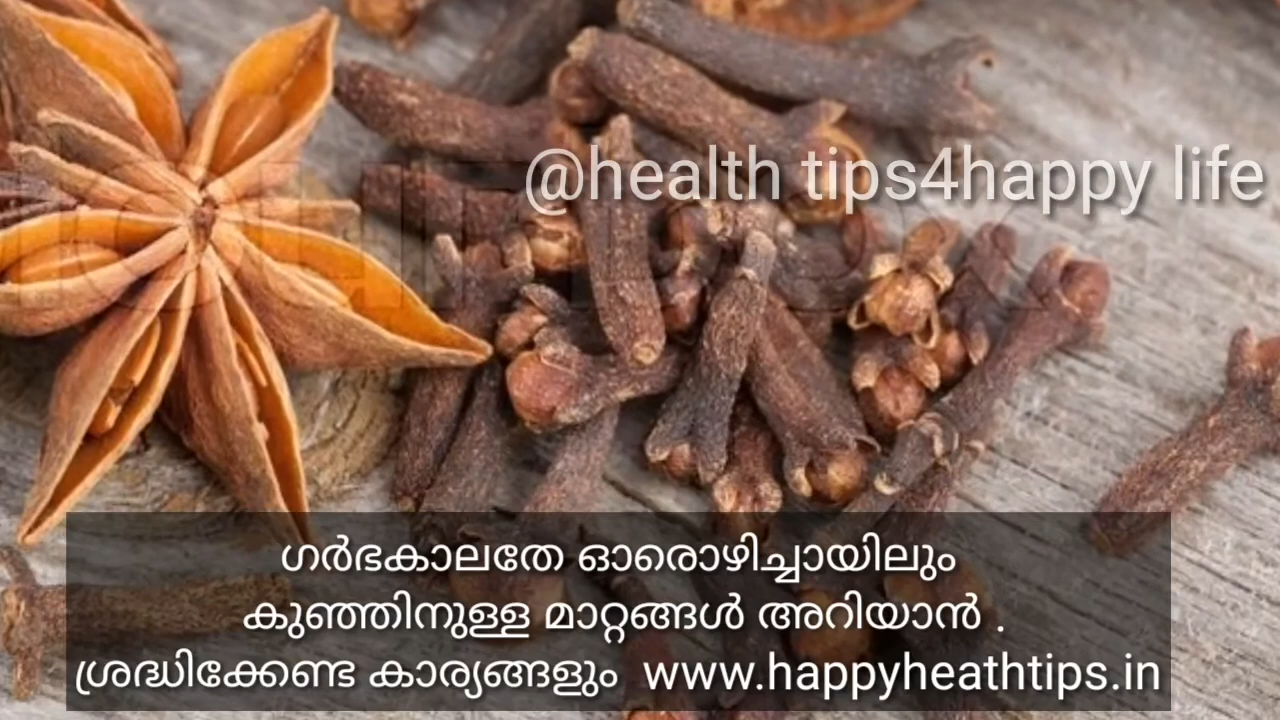 @health tips4happy life
ഗർഭകാലതേ ഓരൊഴിച്ചായിലും
കുഞ്ഞിനുള്ള മാറ്റങ്ങൾ അറിയാൻ .
ശ്രദ്ധിക്കേണ്ട കാര്യങ്ങളും www.happyheathtips.in